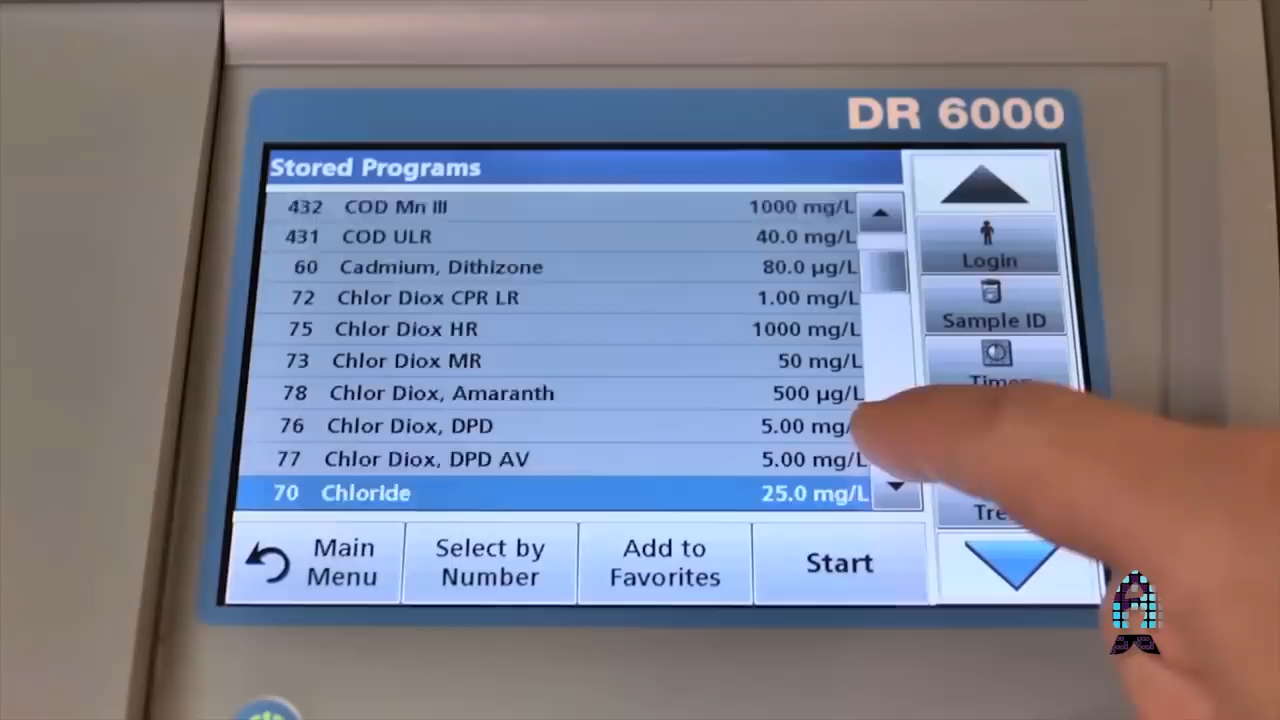 DR 6000
Stored Programs
432 COD Mn III 1000 mg/L
431 COD ULR 40.0 mg/L
60 Cadmium, Dithizone 80.0 µg/L
72 Chlor Diox CPR LR 1.00 mg/L
75 Chlor Diox HR 1000 mg/L
73 Chlor Diox MR 50 mg/L
78 Chlor Diox, Amaranth 500 µg/L
76 Chlor Diox, DPD 5.00 mg/
77 Chlor Diox, DPD AV 5.00 mg/L
70 Chloride 25.0 mg/L
Login
Sample ID
Timer
Main
Menu
Select by
Number
Add to
Favorites
Start